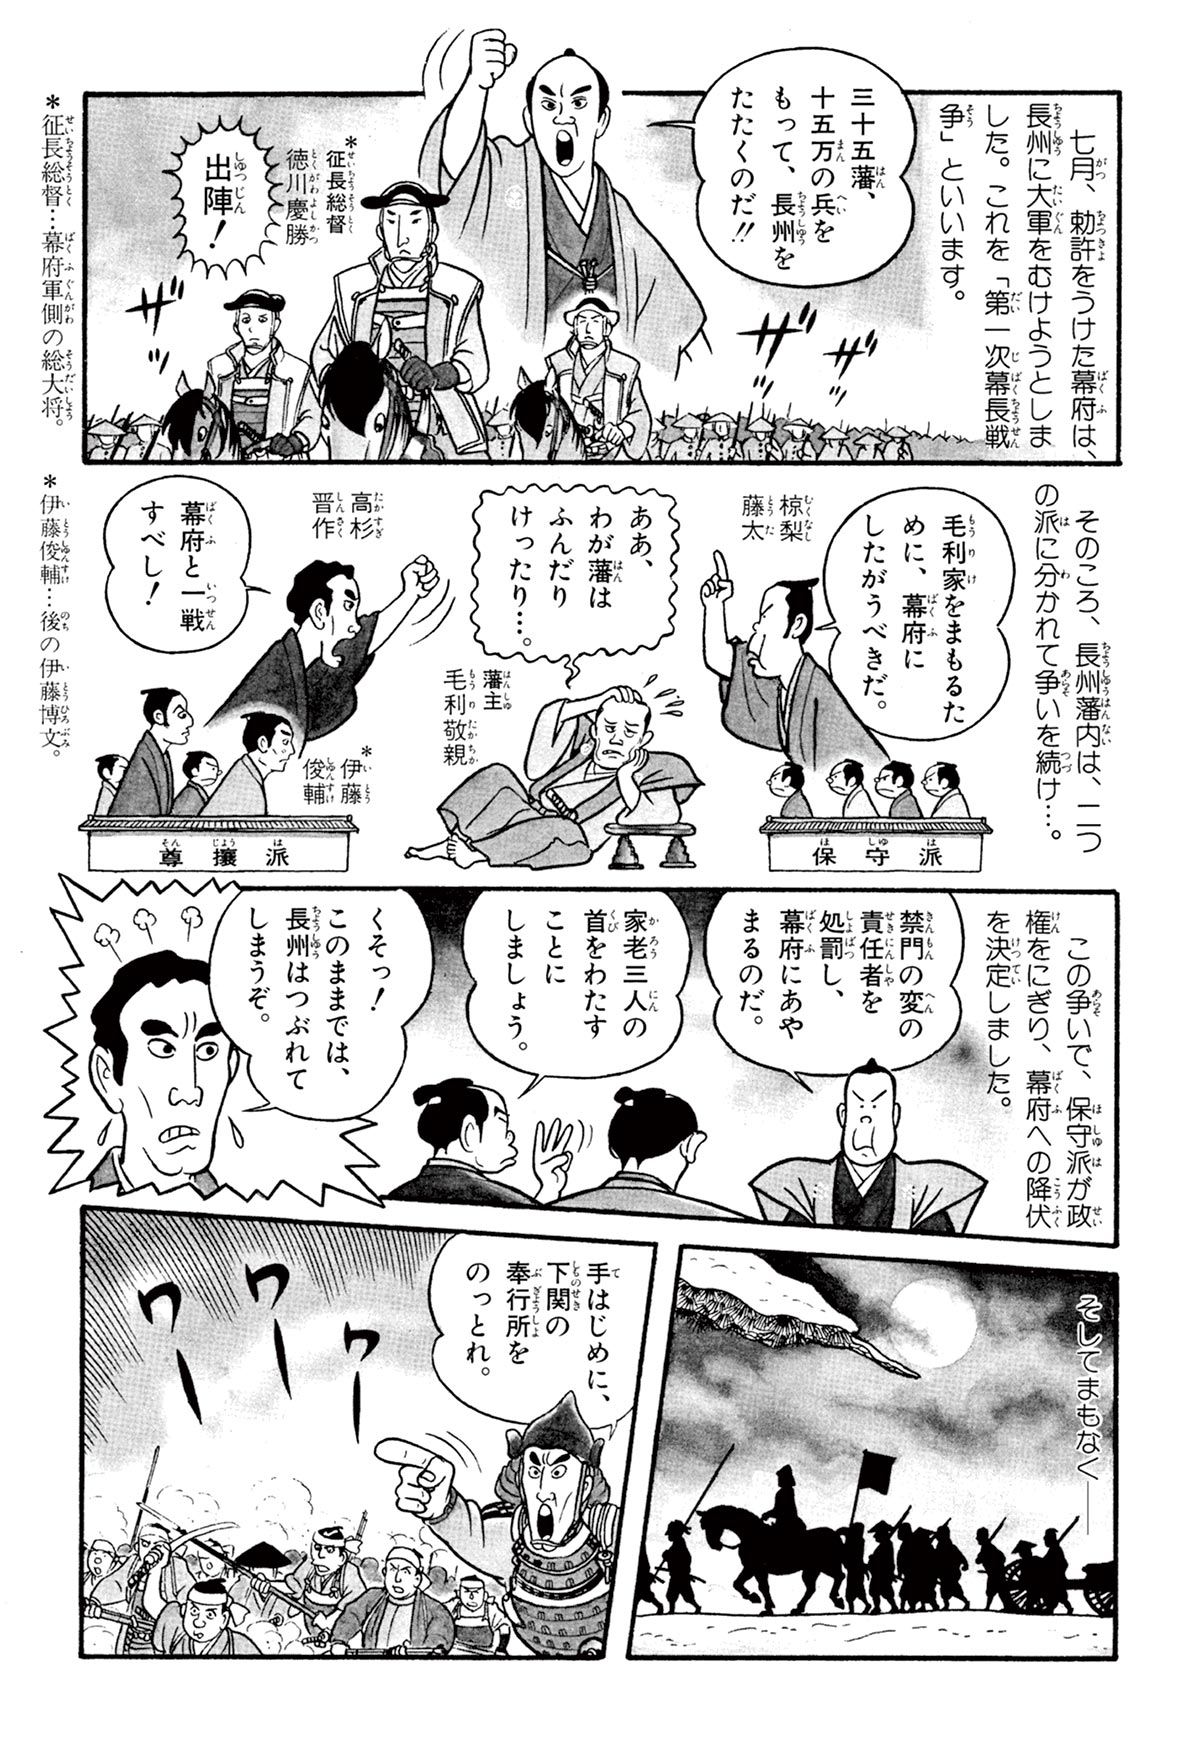 七月、勅許をうけた幕府は、
長州に大軍をむけようとしま
した。これを「第一次幕長戦
争」といいます。
三十五藩、
十五万の兵を
もって、長州を
たたくのだ!!
ザッ
ザッ
ザッ
*征長総督
徳川慶勝
出陣!
*征長総督…幕府軍側の総大将。
そのころ、長州藩内は、二つ
の派に分かれて争いを続け…。
毛利家をまもるた
めに、幕府に
したがうべきだ。
椋梨
藤太
保守派
ああ、
わが藩は
ふんだり
けったり…。
藩主
毛利敬親
高杉
晋作
幕府と一戦
すべし!
*伊藤
俊輔
尊攘派
*伊藤俊輔…後の伊藤博文。
この争いで、保守派が政
権をにぎり、幕府への降伏
を決定しました。
禁門の変の
責任者を
処罰し、
幕府にあや
まるのだ。
家老三人の
首をわたす
ことに
しましょう。
くそっ!
このままでは、
長州はつぶれて
しまうぞ。
そしてまもなく――
手はじめに、
下関の
奉行所を
のっとれ。
ワーー
ワーー
ワーー